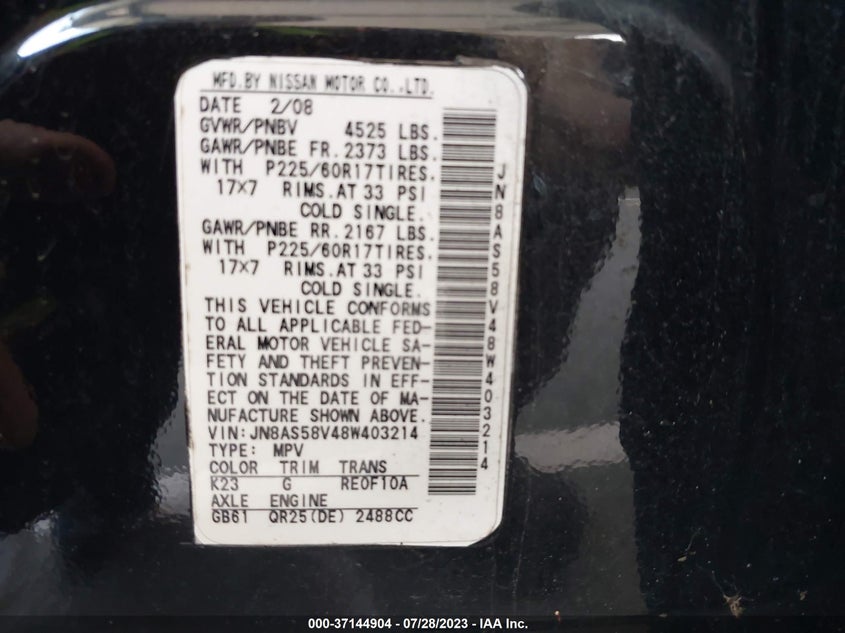 MFD.BY NISSAN MOTOR CO.,LTD.
DATE 2/08
GVWR/PNBV 4525 LBS.
GAWR/PNBE FR.2373 LBS.
WITH P225/60R17TIRES.
17×7 RIMS.AT 33 PSI
COLD SINGLE.
GAWR/PNBE RR.2167 LBS.
WITH P225/60R17TIRES.
17×7 RIMS.AT 33 PSI
COLD SINGLE.
THIS VEHICLE CONFORMS
TO ALL APPLICABLE FED-
ERAL MOTOR VEHICLE SA-
FETY AND THEFT PREVEN-
TION STANDARDS IN EFF-
ECT ON THE DATE OF MA-
NUFACTURE SHOWN ABOVE.
VIN:JN8AS58V48W403214
TYPE: MPV
COLOR TRIM TRANS
K23 G RE0F10A
AXLE ENGINE
GB61 QR25(DE) 2488CC
JN8AS58V48W403214
000-37144904 / 07/28/2023 - IAA Inc.